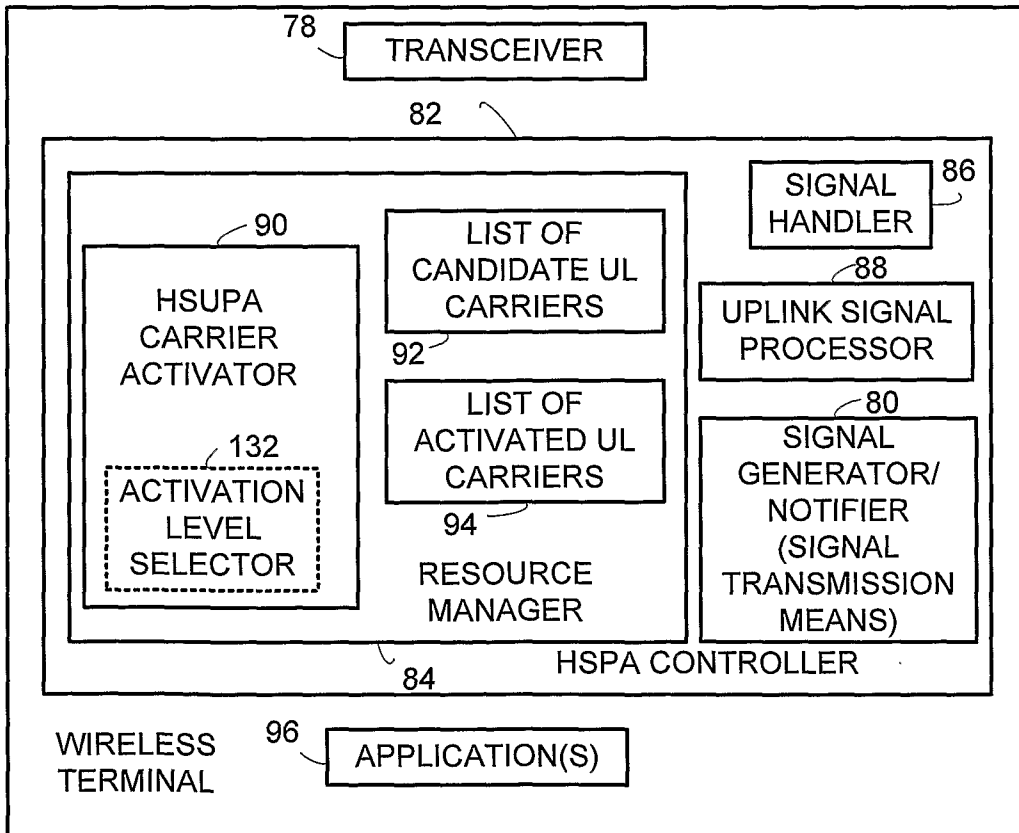 78
TRANSCEIVER
82
90
HSUPA
CARRIER
ACTIVATOR
132
ACTIVATION
LEVEL
SELECTOR
LIST OF
CANDIDATE UL
CARRIERS
92
LIST OF
ACTIVATED UL
CARRIERS
94
RESOURCE
MANAGER
84
SIGNAL
HANDLER
86
88
UPLINK SIGNAL
PROCESSOR
80
SIGNAL
GENERATOR/
NOTIFIER
(SIGNAL
TRANSMISSION
MEANS)
HSPA CONTROLLER
WIRELESS
TERMINAL
96
APPLICATION(S)